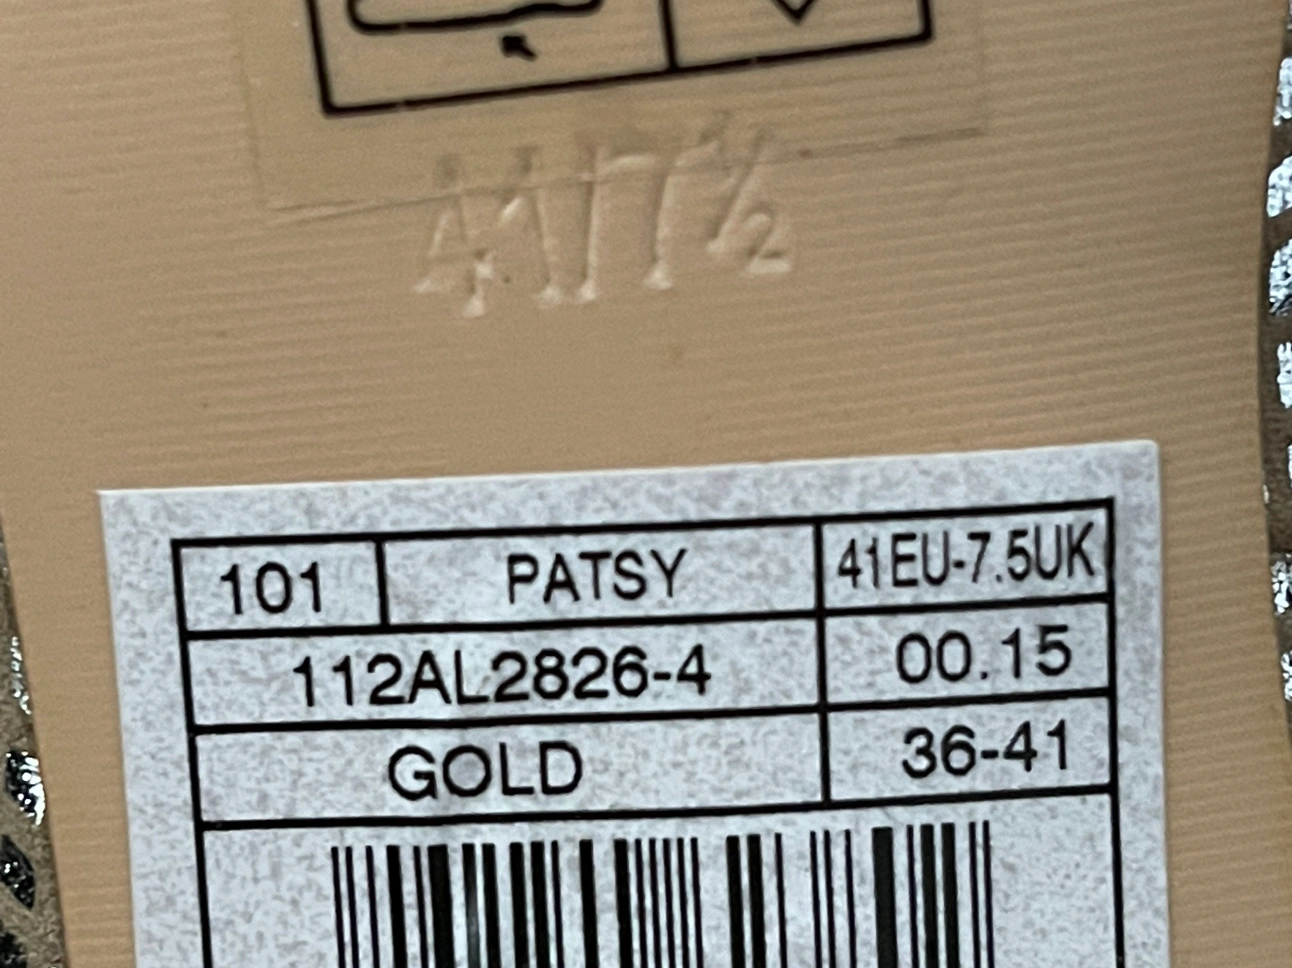 41/7½
101 PATSY 41EU-7.5UK
112AL2826-4 00.15
GOLD 36-41